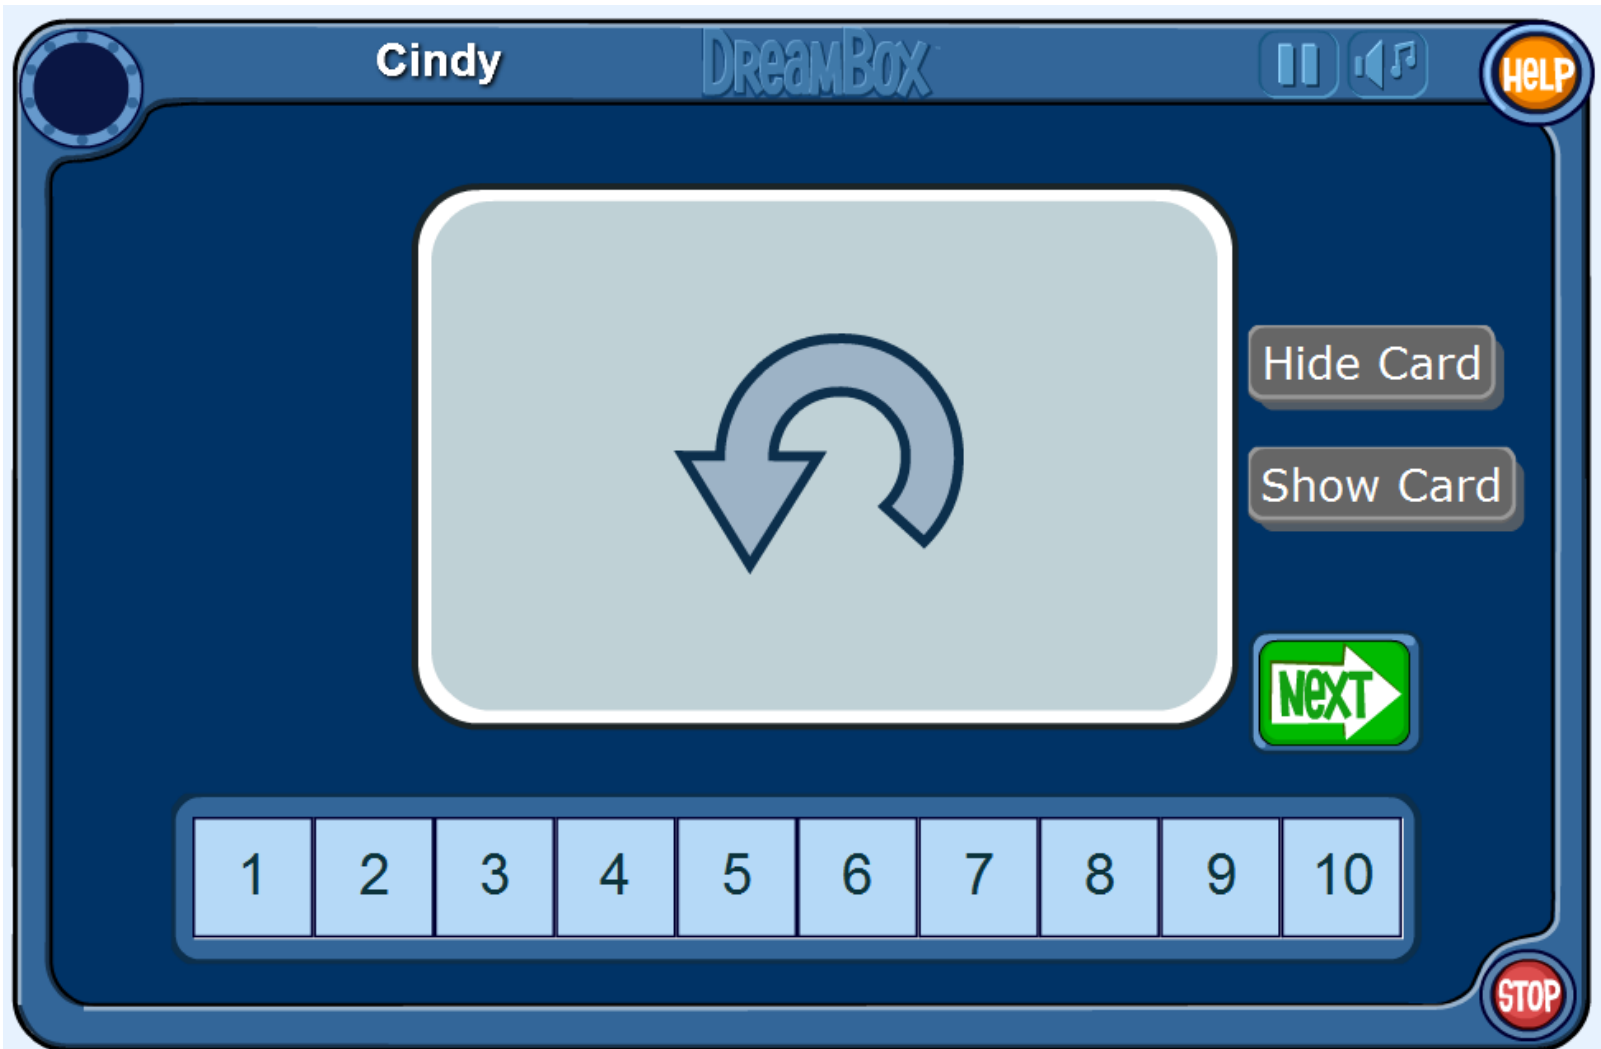 Cindy
DREAMBOX
HELP
Hide Card
Show Card
NEXT
1 2 3 4 5 6 7 8 9 10
STOP